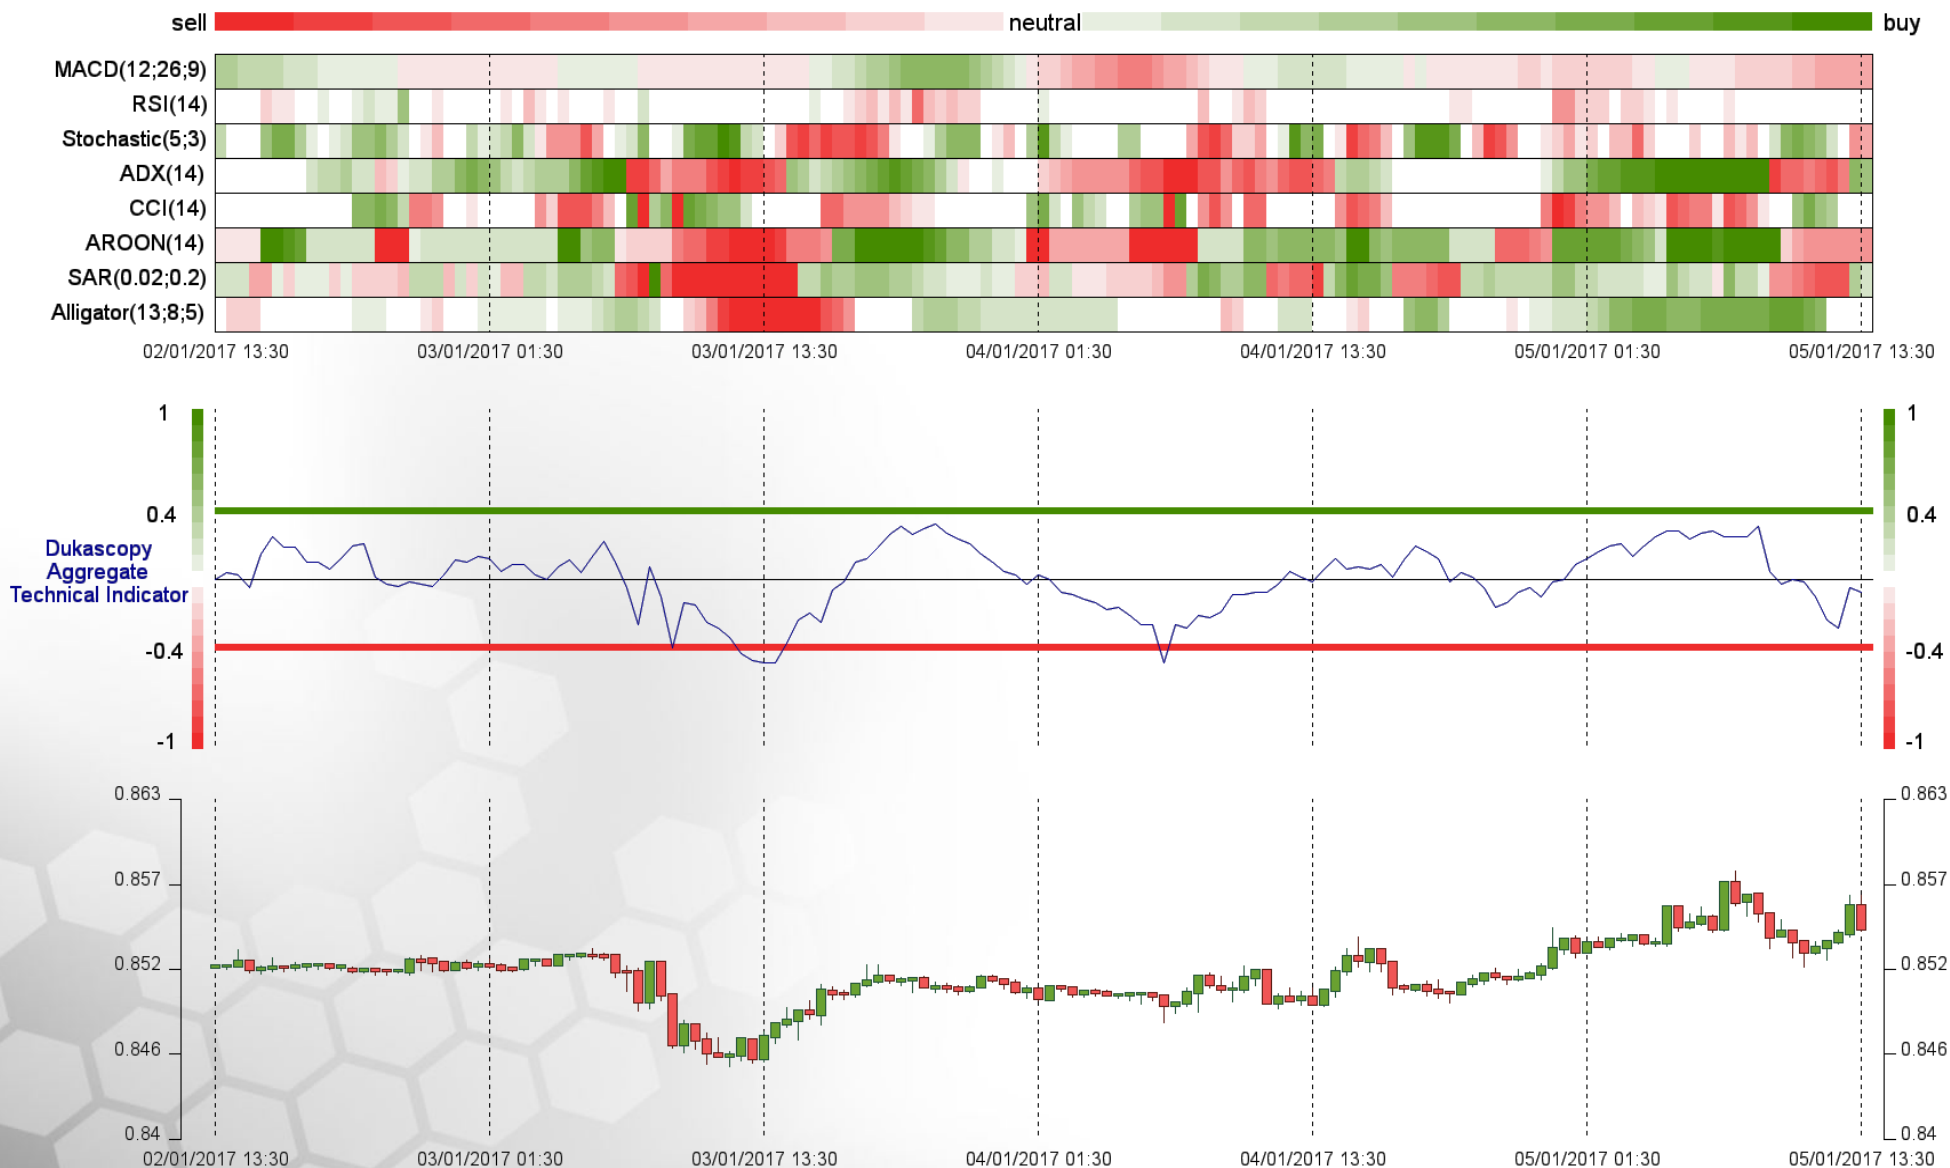 sell neutral buy
MACD(12;26;9)
RSI(14)
Stochastic(5;3)
ADX(14)
CCI(14)
AROON(14)
SAR(0.02;0.2)
Alligator(13;8;5)
02/01/2017 13:30 03/01/2017 01:30 03/01/2017 13:30 04/01/2017 01:30 04/01/2017 13:30 05/01/2017 01:30 05/01/2017 13:30
1 1
0.4 0.4
Dukascopy
Aggregate
Technical Indicator
-0.4 -0.4
-1 -1
0.863 0.863
0.857 0.857
0.852 0.852
0.846 0.846
0.84 0.84
02/01/2017 13:30 03/01/2017 01:30 03/01/2017 13:30 04/01/2017 01:30 04/01/2017 13:30 05/01/2017 01:30 05/01/2017 13:30